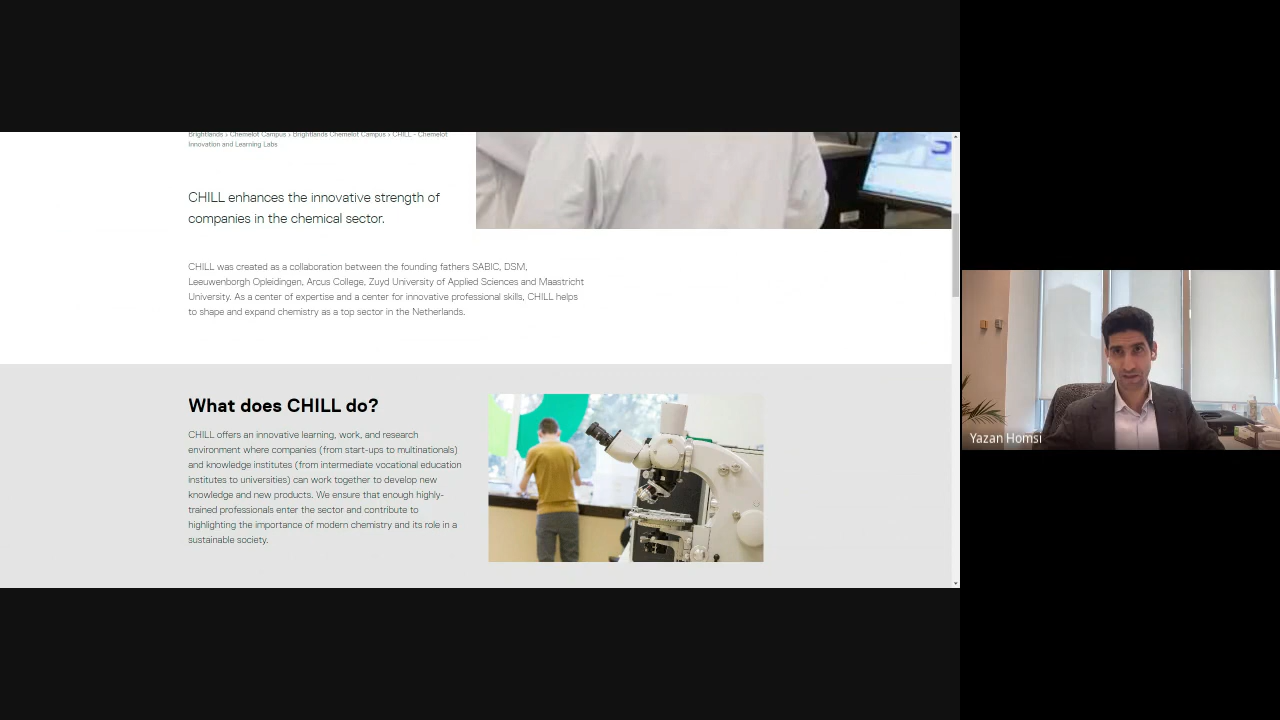 Brightlands › Chemelot Campus › Brightlands Chemelot Campus › CHILL - Chemelot
Innovation and Learning Labs
CHILL enhances the innovative strength of
companies in the chemical sector.
CHILL was created as a collaboration between the founding fathers SABIC, DSM,
Leeuwenborgh Opleidingen, Arcus College, Zuyd University of Applied Sciences and Maastricht
University. As a center of expertise and a center for innovative professional skills, CHILL helps
to shape and expand chemistry as a top sector in the Netherlands.
What does CHILL do?
CHILL offers an innovative learning, work, and research
environment where companies (from start-ups to multinationals)
and knowledge institutes (from intermediate vocational education
institutes to universities) can work together to develop new
knowledge and new products. We ensure that enough highly-
trained professionals enter the sector and contribute to
highlighting the importance of modern chemistry and its role in a
sustainable society.
Yazan Homsi